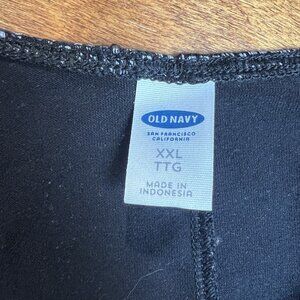 OLD NAVY
SAN FRANCISCO
CALIFORNIA
XXL
TTG
MADE IN
INDONESIA